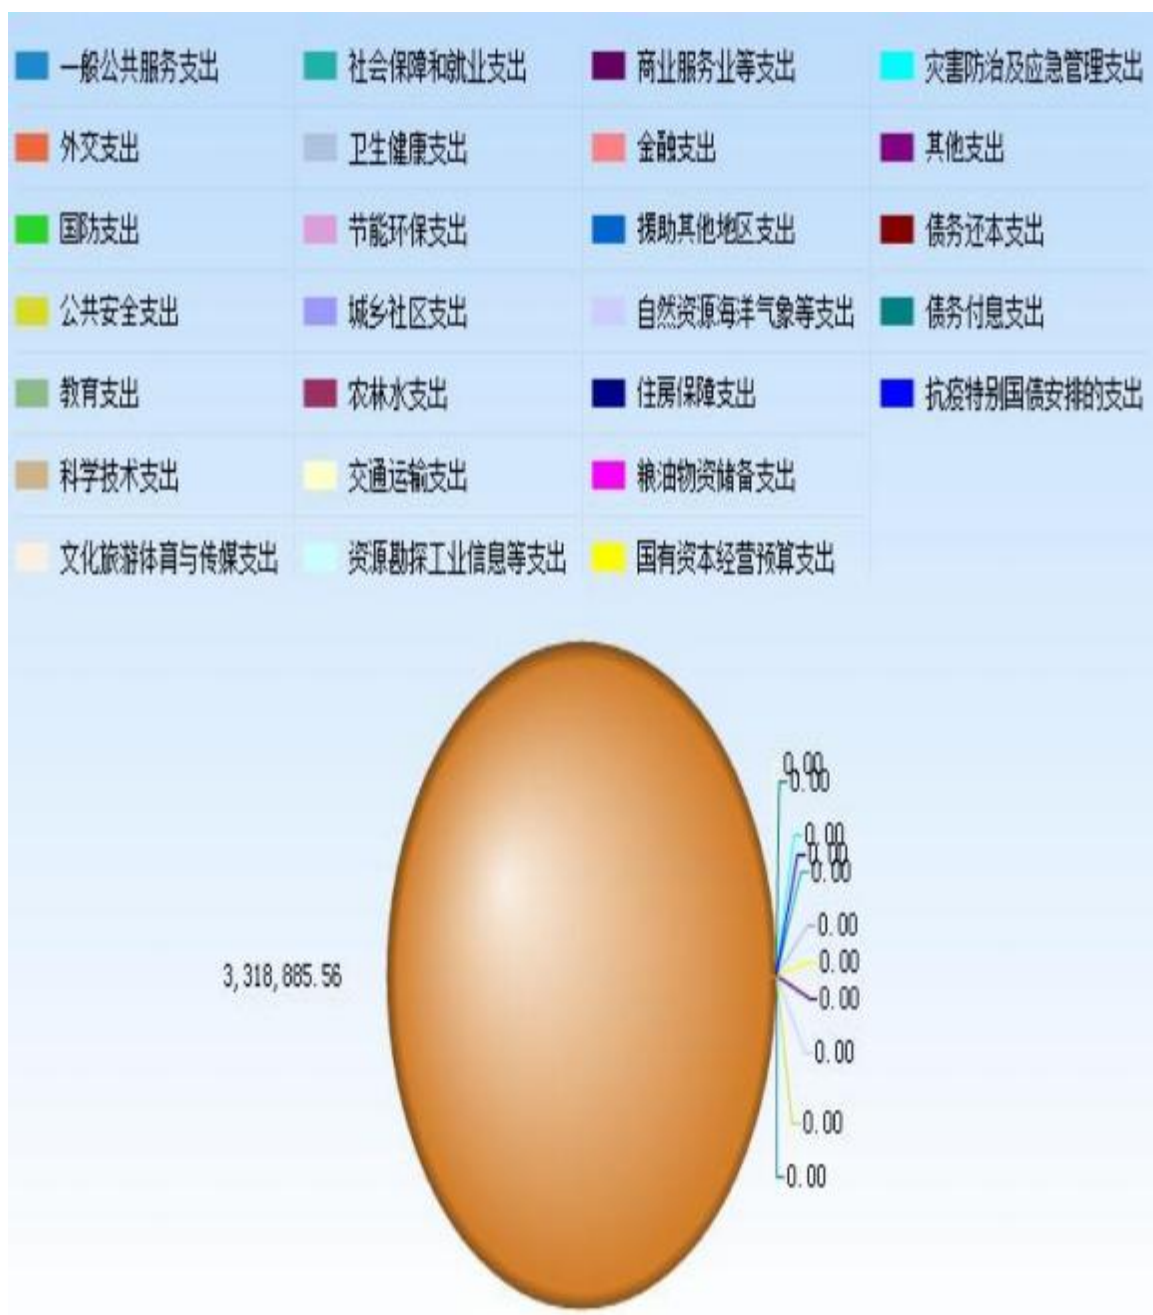 一般公共服务支出 社会保障和就业支出 商业服务业等支出 灾害防治及应急管理支出
外交支出 卫生健康支出 金融支出 其他支出
国防支出 节能环保支出 援助其他地区支出 债务还本支出
公共安全支出 城乡社区支出 自然资源海洋气象等支出 债务付息支出
教育支出 农林水支出 住房保障支出 抗疫特别国债安排的支出
科学技术支出 交通运输支出 粮油物资储备支出
文化旅游体育与传媒支出 资源勘探工业信息等支出 国有资本经营预算支出
0.00
0.00
0.00
0.00
0.00
0.00
0.00
3,318,885.56
0.00
0.00
0.00
0.00